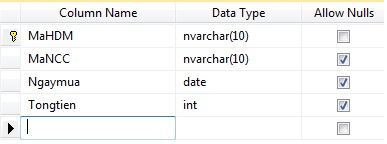 Column Name Data Type Allow Nulls
MaHDM nvarchar(10)
MaNCC nvarchar(10)
Ngaymua date
Tongtien int